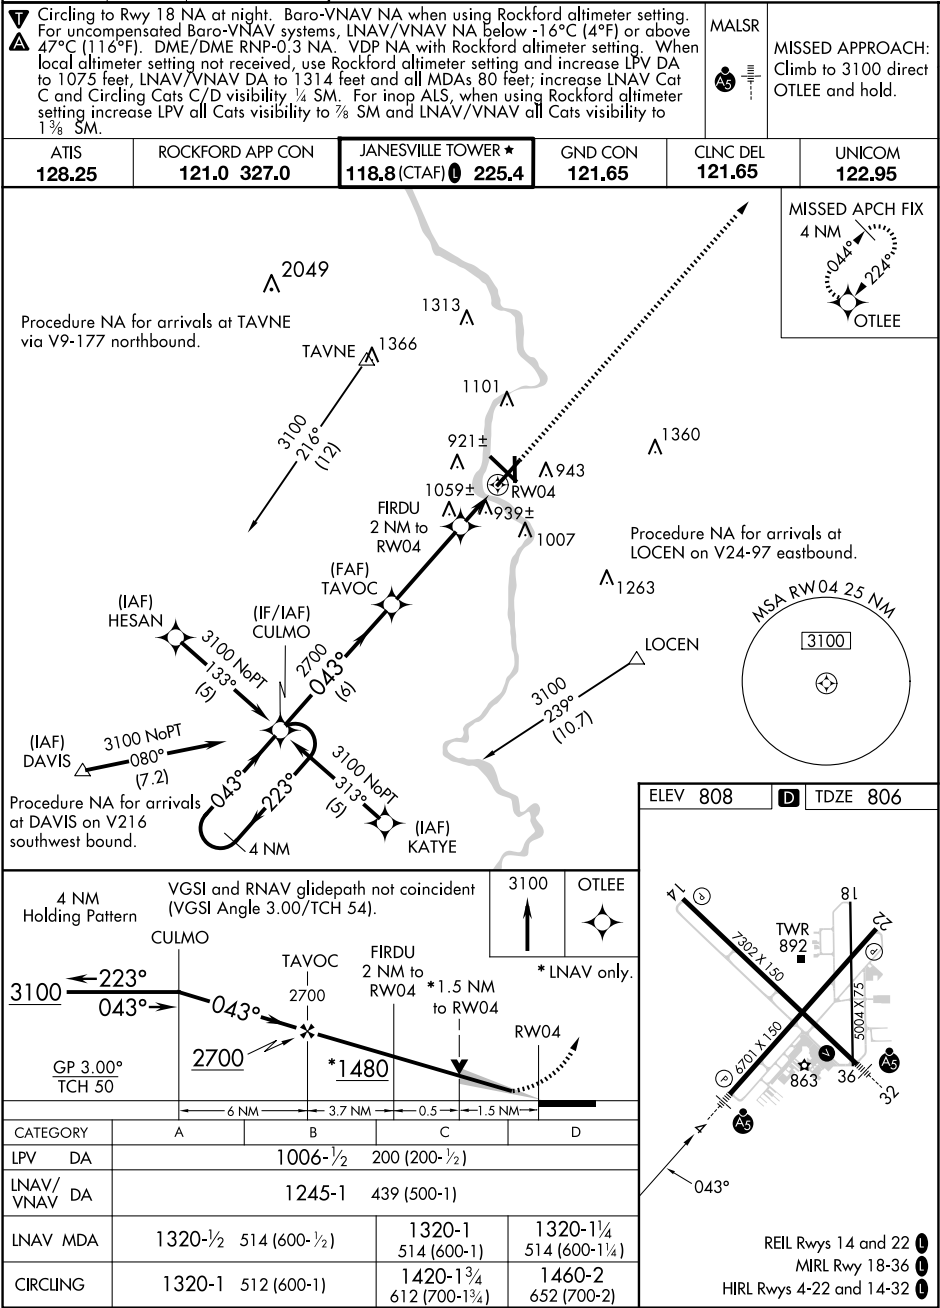 Circling to Rwy 18 NA at night. Baro-VNAV NA when using Rockford altimeter setting.
For uncompensated Baro-VNAV systems, LNAV/VNAV NA below -16°C (4°F) or above
47°C (116°F). DME/DME RNP-0.3 NA. VDP NA with Rockford altimeter setting. When
local altimeter setting not received, use Rockford altimeter setting and increase LPV DA
to 1075 feet, LNAV/VNAV DA to 1314 feet and all MDAs 80 feet; increase LNAV Cat
C and Circling Cats C/D visibility ¼ SM. For inop ALS, when using Rockford altimeter
setting increase LPV all Cats visibility to ⅞ SM and LNAV/VNAV all Cats visibility to
1⅜ SM.
T
A
MALSR
A5
MISSED APPROACH:
Climb to 3100 direct
OTLEE and hold.
ATIS
128.25
ROCKFORD APP CON
121.0 327.0
JANESVILLE TOWER ★
118.8 (CTAF) L 225.4
GND CON
121.65
CLNC DEL
121.65
UNICOM
122.95
MISSED APCH FIX
4 NM
044°
224°
OTLEE
2049
1313
Procedure NA for arrivals at TAVNE
via V9-177 northbound.
TAVNE
1366
3100
216°
(12)
1101
1360
921±
943
RW04
1059±
939±
1007
FIRDU
2 NM to
RW04
Procedure NA for arrivals at
LOCEN on V24-97 eastbound.
1263
(FAF)
TAVOC
(IAF)
HESAN
(IF/IAF)
CULMO
3100 NoPT
133°
(5)
2700
043°
(6)
LOCEN
3100
239°
(10.7)
MSA RW04 25 NM
3100
(IAF)
DAVIS
3100 NoPT
080°
(7.2)
043°
223°
4 NM
3100 NoPT
313°
(5)
(IAF)
KATYE
Procedure NA for arrivals
at DAVIS on V216
southwest bound.
ELEV 808
D
TDZE 806
4 NM
Holding Pattern
VGSI and RNAV glidepath not coincident
(VGSI Angle 3.00/TCH 54).
3100
OTLEE
CULMO
TAVOC
2700
FIRDU
2 NM to
RW04
*1.5 NM
to RW04
* LNAV only.
RW04
3100
223°
043°
043°
2700
*1480
GP 3.00°
TCH 50
6 NM
3.7 NM
0.5
1.5 NM
14
P
18
22
P
TWR
892
7302 X 150
5004 X 75
6701 X 150
P
V
863
36
A5
32
A5
4
043°
REIL Rwys 14 and 22 L
MIRL Rwy 18-36 L
HIRL Rwys 4-22 and 14-32 L
CATEGORY A B C D
LPV DA 1006-½ 200 (200-½)
LNAV/
VNAV DA 1245-1 439 (500-1)
LNAV MDA 1320-½ 514 (600-½)
1320-1
514 (600-1)
1320-1¼
514 (600-1¼)
CIRCLING 1320-1 512 (600-1)
1420-1¾
612 (700-1¾)
1460-2
652 (700-2)